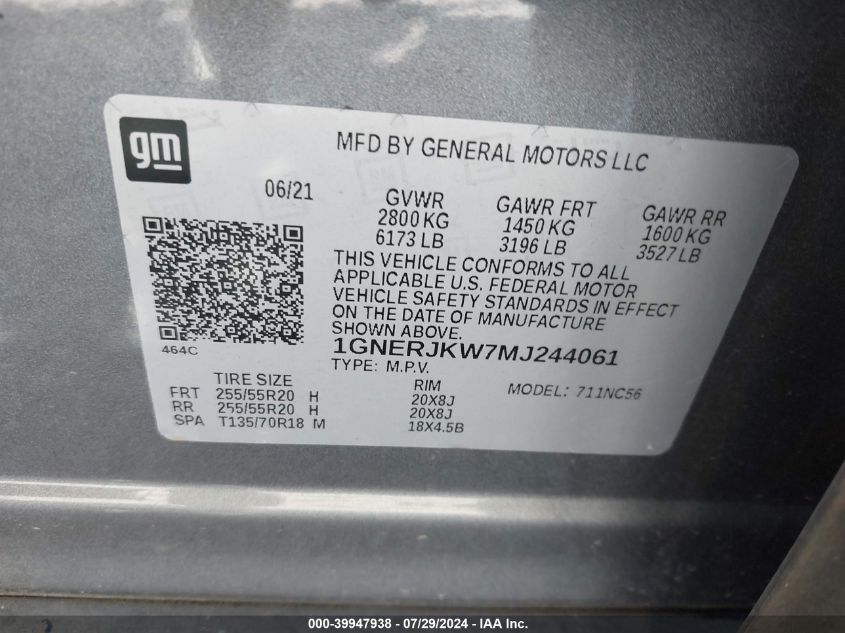 gm
MFD BY GENERAL MOTORS LLC
06/21
GVWR GAWR FRT GAWR RR
2800 KG 1450 KG 1600 KG
6173 LB 3196 LB 3527 LB
THIS VEHICLE CONFORMS TO ALL
APPLICABLE U.S. FEDERAL MOTOR
VEHICLE SAFETY STANDARDS IN EFFECT
ON THE DATE OF MANUFACTURE
SHOWN ABOVE.
464C
1GNERJKW7MJ244061
TYPE: M.P.V.
MODEL: 711NC56
TIRE SIZE RIM
FRT 255/55R20 H 20X8J
RR 255/55R20 H 20X8J
SPA T135/70R18 M 18X4.5B
000-39947938 - 07/29/2024 - IAA Inc.